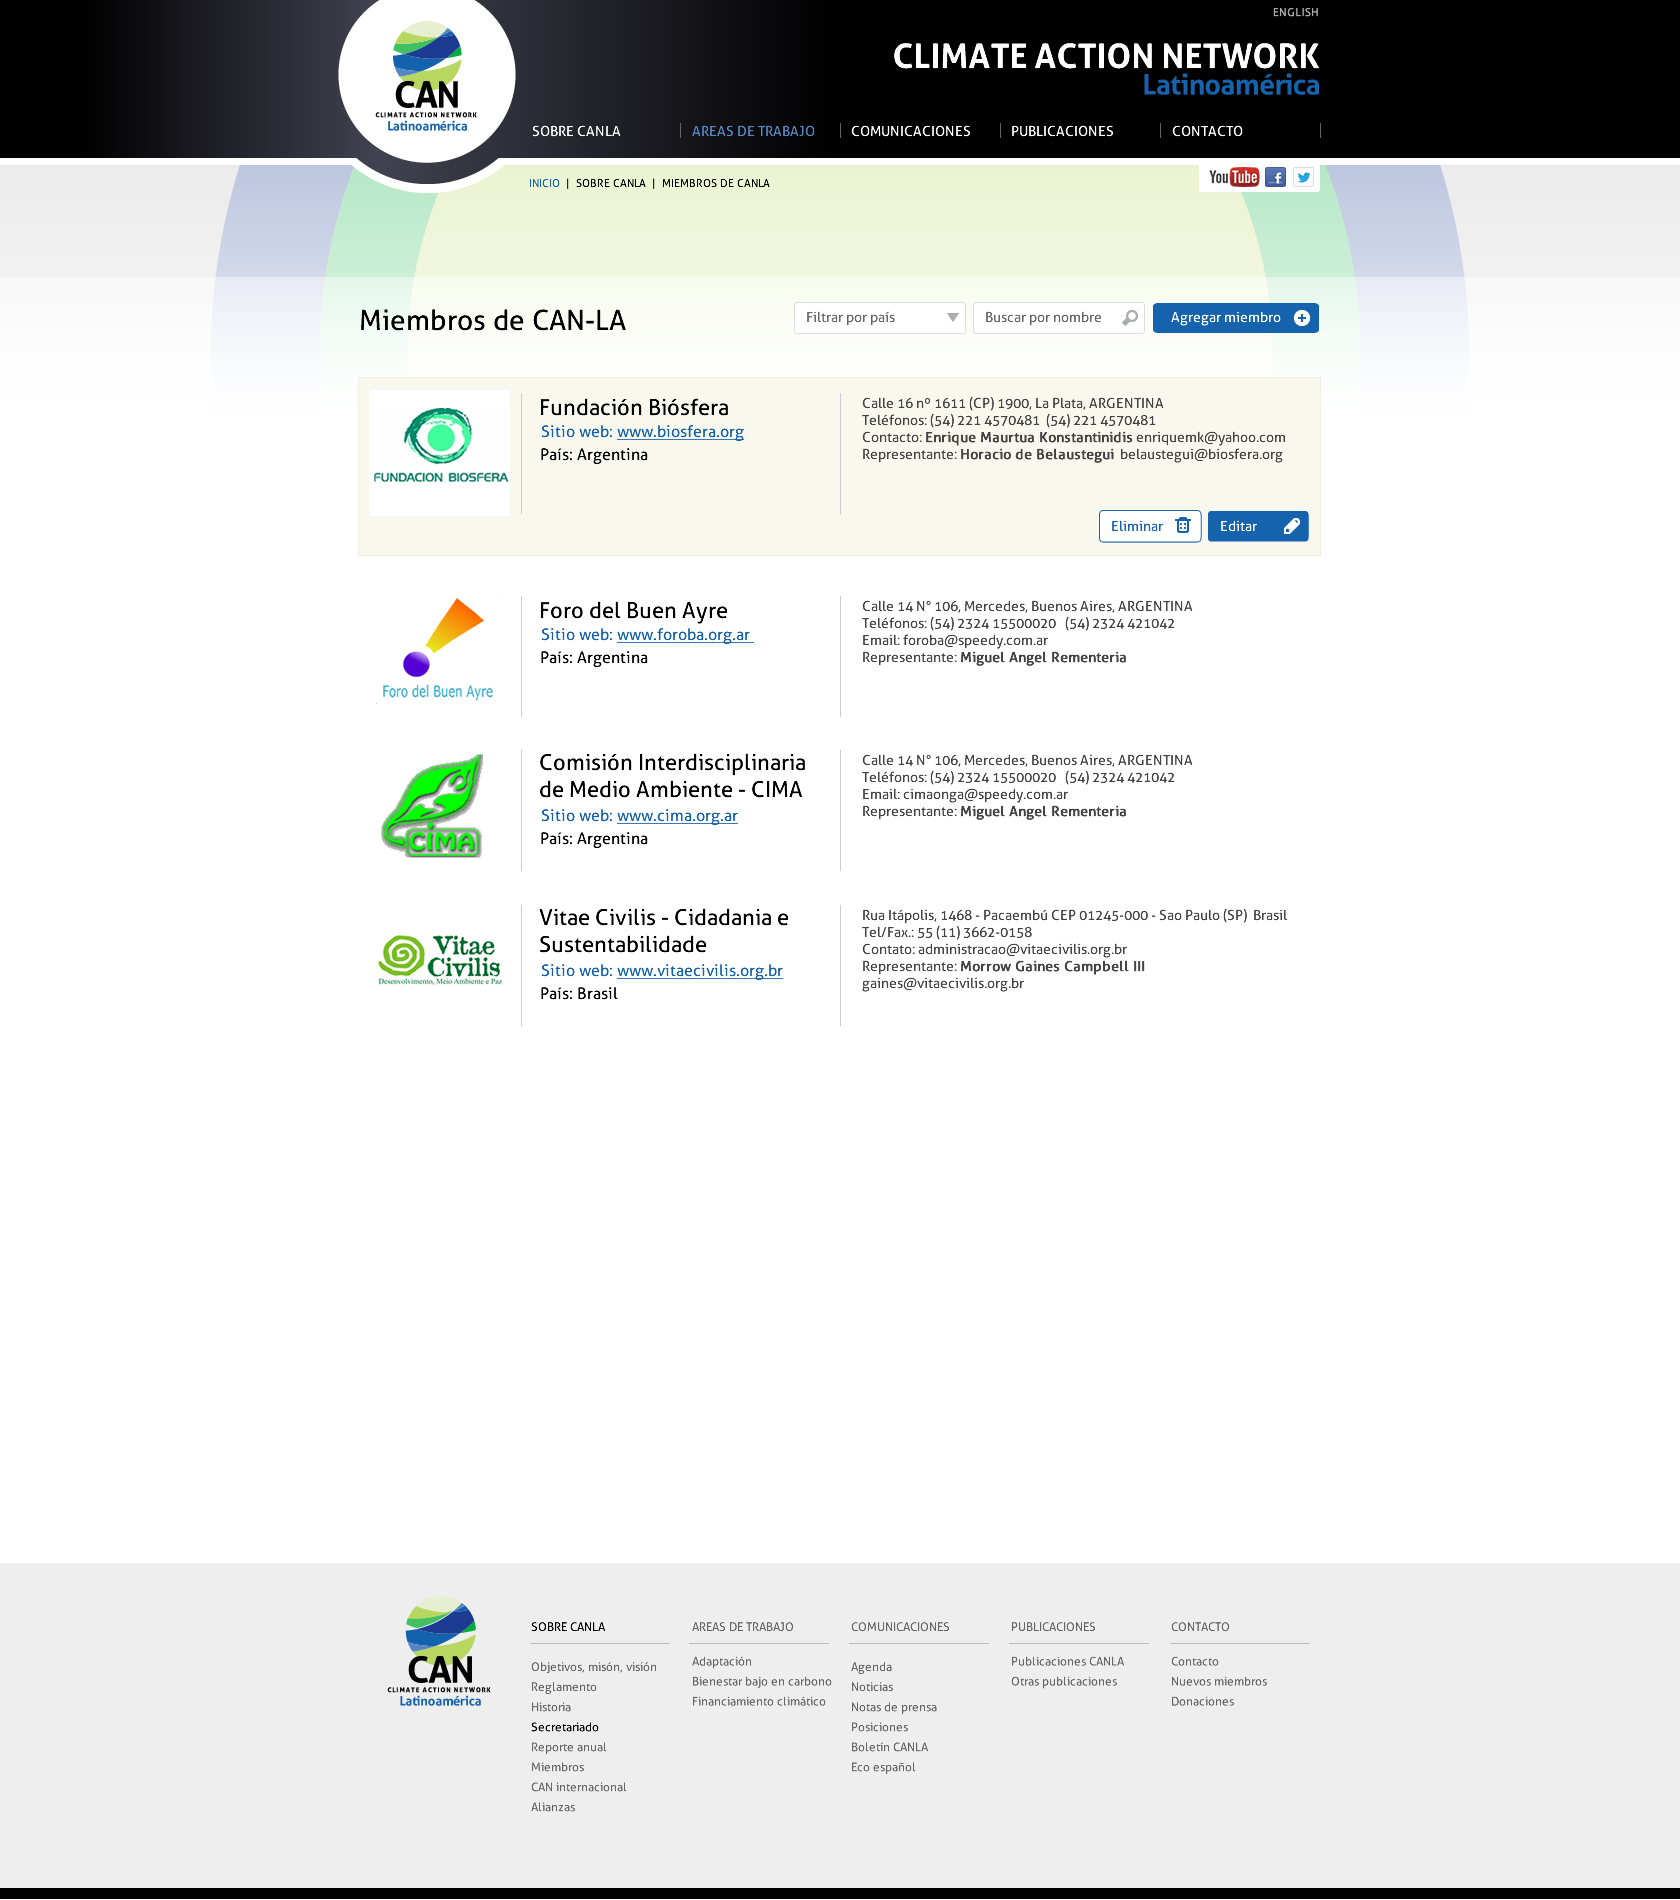 ENGLISH
CAN
CLIMATE ACTION NETWORK
Latinoamérica
CLIMATE ACTION NETWORK
Latinoamérica
SOBRE CANLA
AREAS DE TRABAJO
COMUNICACIONES
PUBLICACIONES
CONTACTO
INICIO | SOBRE CANLA | MIEMBROS DE CANLA
YouTube
Miembros de CAN-LA
Filtrar por país
Buscar por nombre
Agregar miembro
FUNDACION BIOSFERA
Fundación Biósfera
Sitio web: www.biosfera.org
País: Argentina
Calle 16 nº 1611 (CP) 1900, La Plata, ARGENTINA
Teléfonos: (54) 221 4570481 (54) 221 4570481
Contacto: Enrique Maurtua Konstantinidis enriquemk@yahoo.com
Representante: Horacio de Belaustegui belaustegui@biosfera.org
Eliminar
Editar
Foro del Buen Ayre
Foro del Buen Ayre
Sitio web: www.foroba.org.ar
País: Argentina
Calle 14 N° 106, Mercedes, Buenos Aires, ARGENTINA
Teléfonos: (54) 2324 15500020 (54) 2324 421042
Email: foroba@speedy.com.ar
Representante: Miguel Angel Rementeria
CIMA
Comisión Interdisciplinaria
de Medio Ambiente - CIMA
Sitio web: www.cima.org.ar
País: Argentina
Calle 14 N° 106, Mercedes, Buenos Aires, ARGENTINA
Teléfonos: (54) 2324 15500020 (54) 2324 421042
Email: cimaonga@speedy.com.ar
Representante: Miguel Angel Rementeria
Vitae
Civilis
Desenvolvimento, Meio Ambiente e Paz
Vitae Civilis - Cidadania e
Sustentabilidade
Sitio web: www.vitaecivilis.org.br
País: Brasil
Rua Itápolis, 1468 - Pacaembú CEP 01245-000 - Sao Paulo (SP) Brasil
Tel/Fax.: 55 (11) 3662-0158
Contato: administracao@vitaecivilis.org.br
Representante: Morrow Gaines Campbell III
gaines@vitaecivilis.org.br
CAN
CLIMATE ACTION NETWORK
Latinoamérica
SOBRE CANLA
Objetivos, misón, visión
Reglamento
Historia
Secretariado
Reporte anual
Miembros
CAN internacional
Alianzas
AREAS DE TRABAJO
Adaptación
Bienestar bajo en carbono
Financiamiento climático
COMUNICACIONES
Agenda
Noticias
Notas de prensa
Posiciones
Boletín CANLA
Eco español
PUBLICACIONES
Publicaciones CANLA
Otras publicaciones
CONTACTO
Contacto
Nuevos miembros
Donaciones